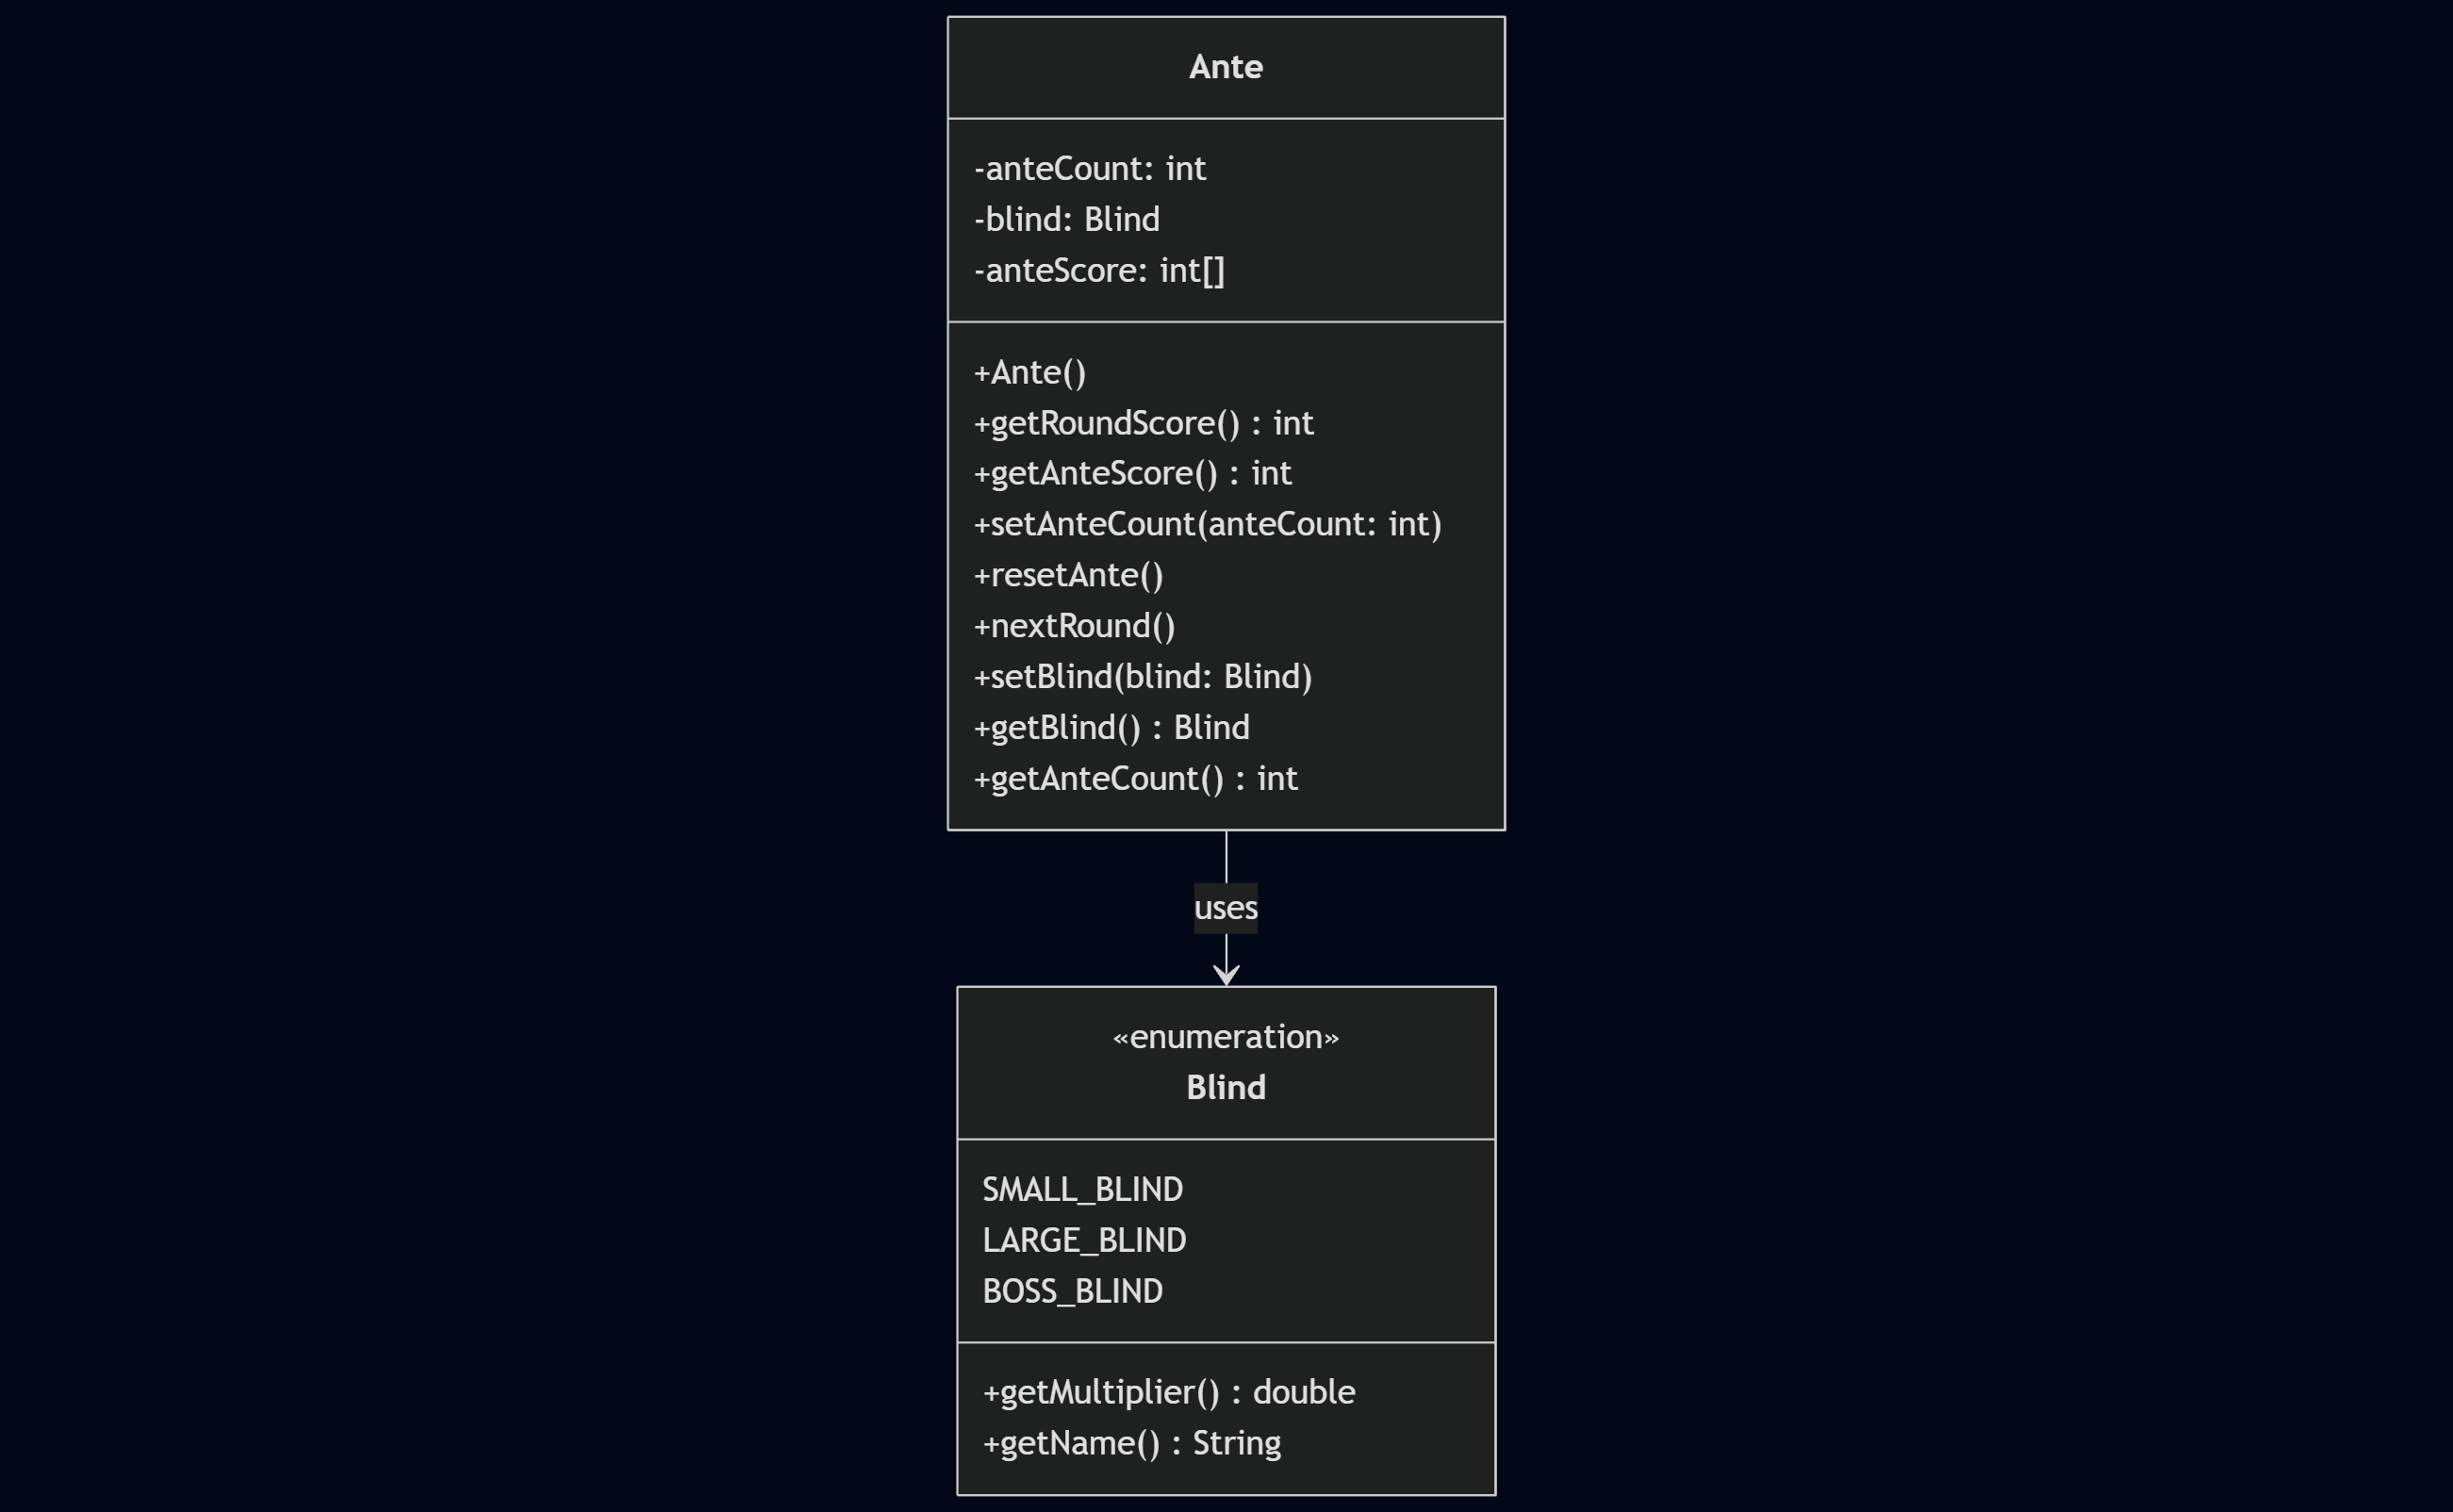 Ante
-anteCount: int
-blind: Blind
-anteScore: int[]
+Ante()
+getRoundScore() : int
+getAnteScore() : int
+setAnteCount(anteCount: int)
+resetAnte()
+nextRound()
+setBlind(blind: Blind)
+getBlind() : Blind
+getAnteCount() : int
uses
«enumeration»
Blind
SMALL_BLIND
LARGE_BLIND
BOSS_BLIND
+getMultiplier() : double
+getName() : String